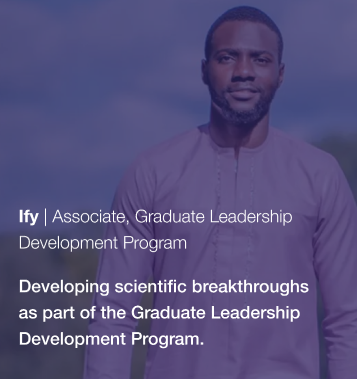 Ify | Associate, Graduate Leadership
Development Program
Developing scientific breakthroughs
as part of the Graduate Leadership
Development Program.